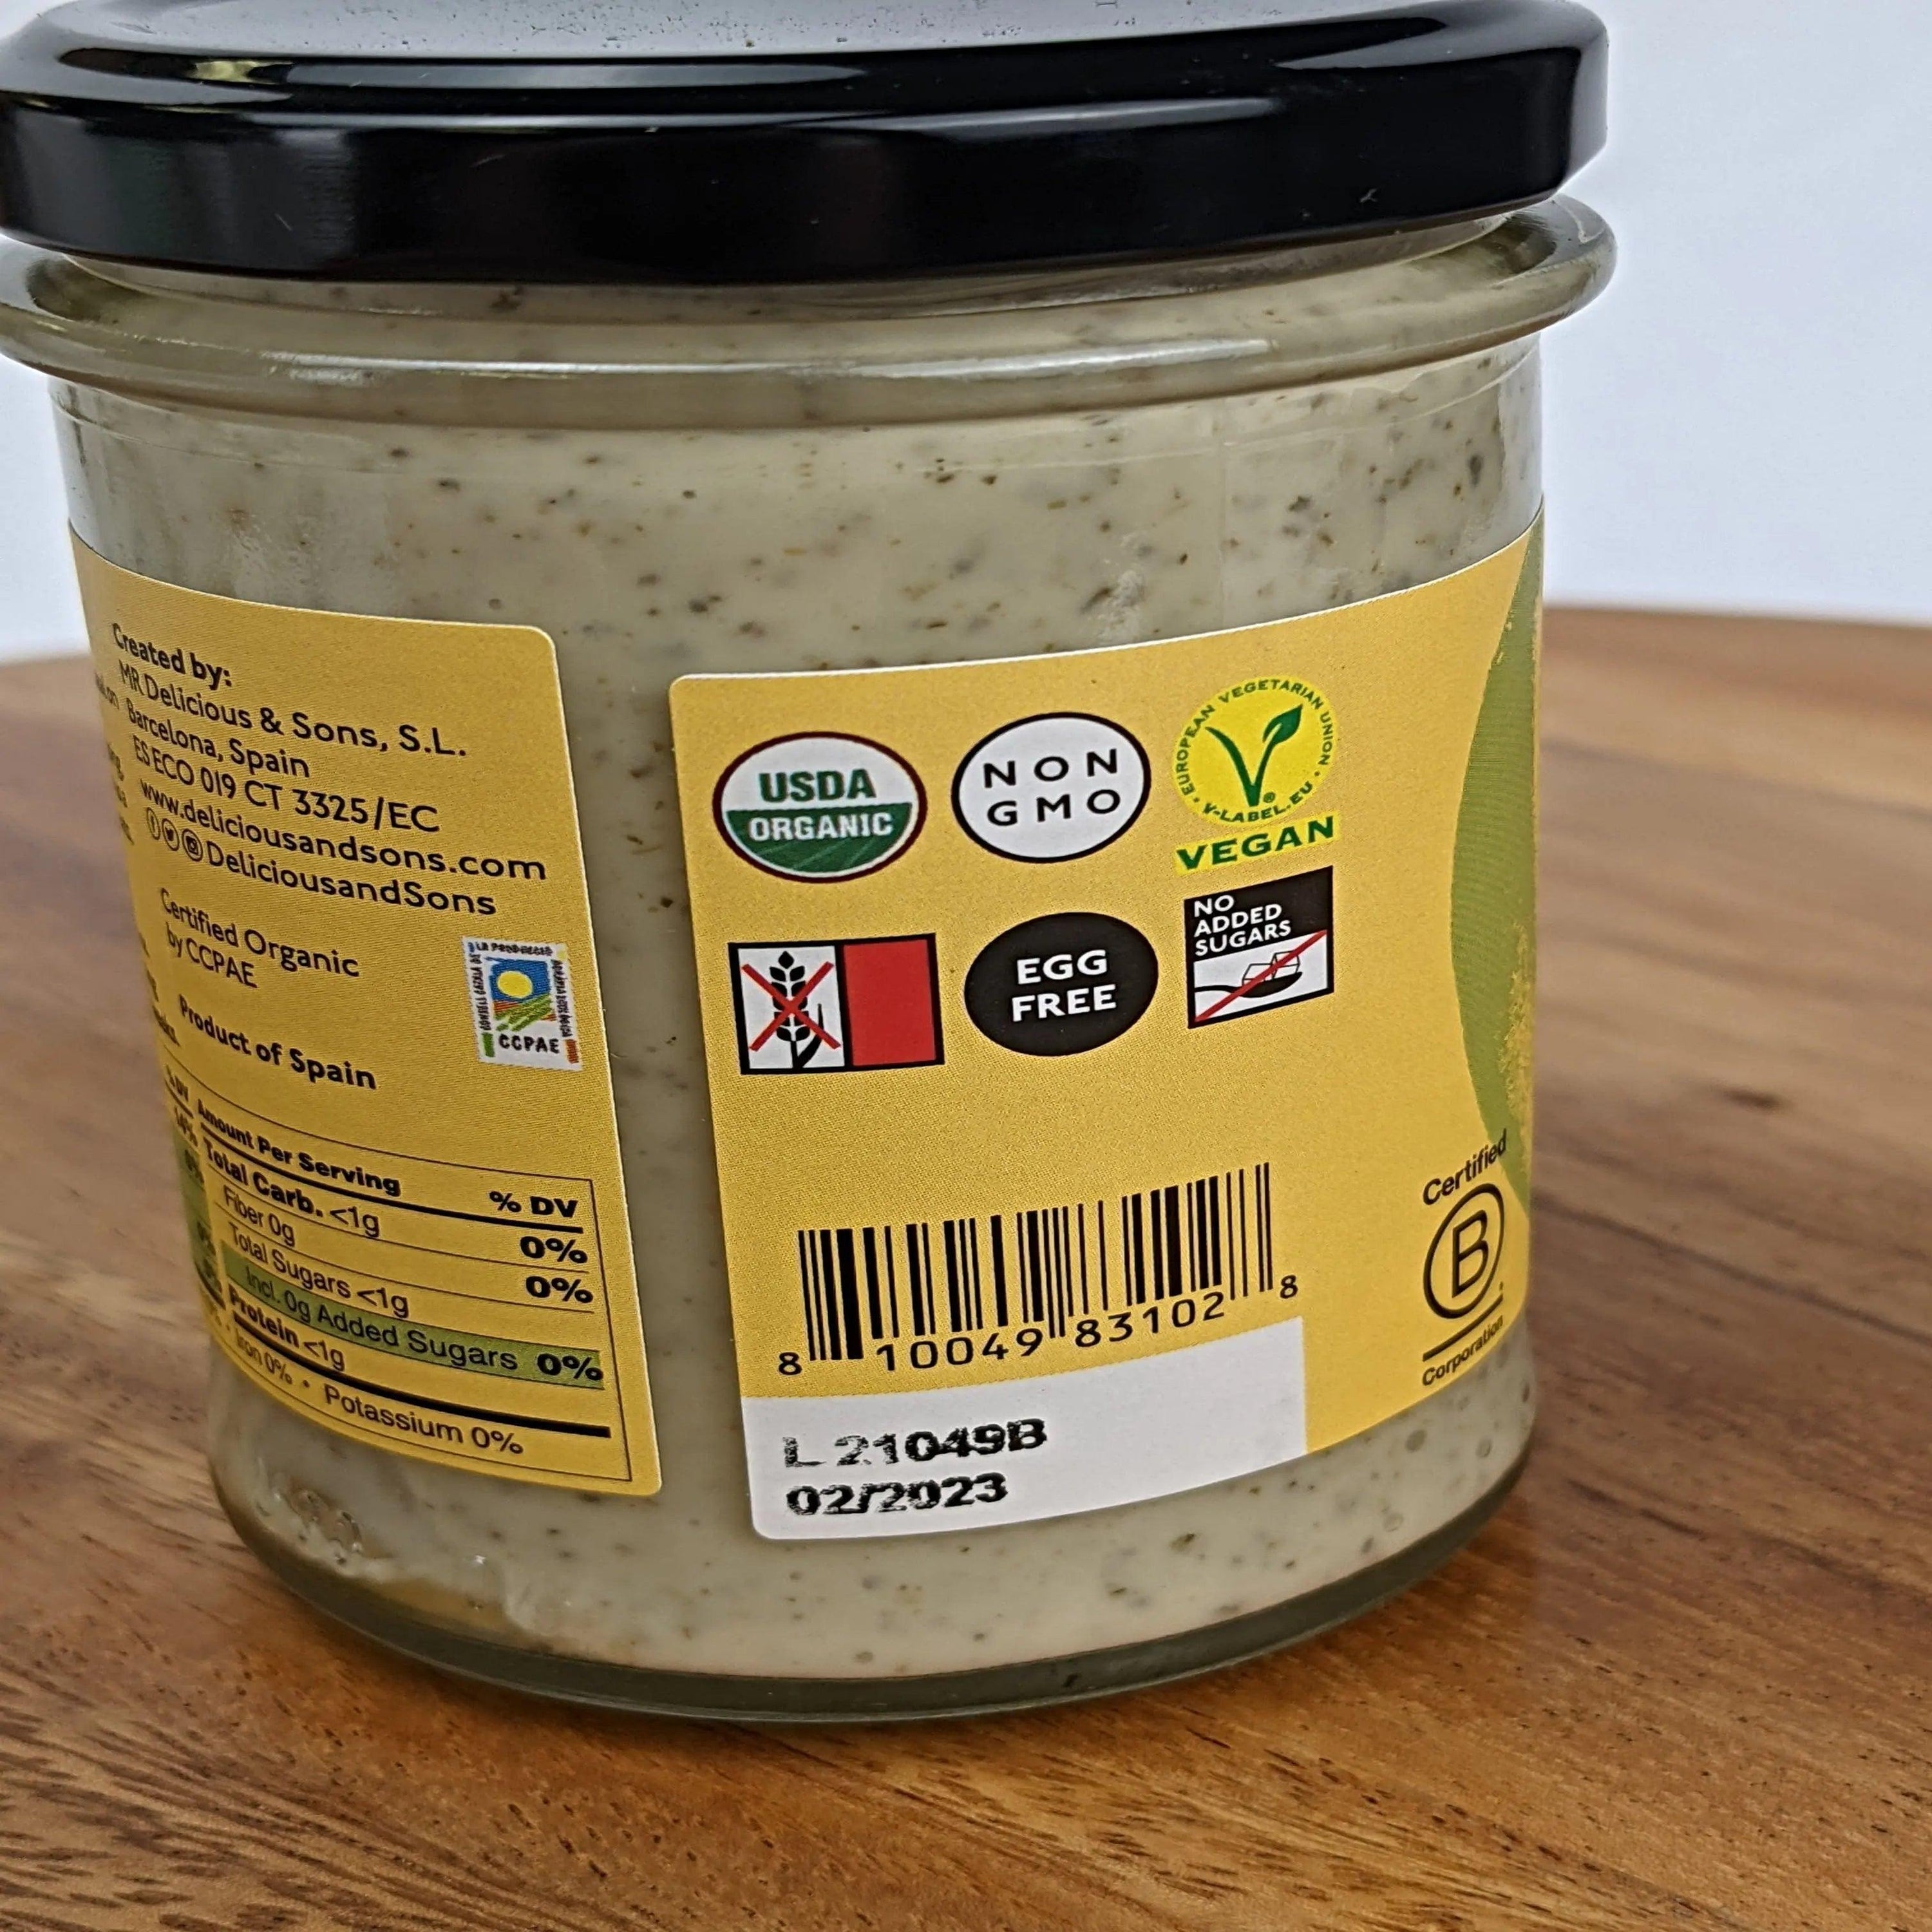 Created by:
MR Delicious & Sons, S.L.
Barcelona, Spain
ES ECO 019 CT 3325/EC
www.deliciousandsons.com
DeliciousandSons
Certified Organic
by CCPAE
CCPAE
Product of Spain
% DV
14%
Amount Per Serving % DV
Total Carb. <1g 0%
Fiber 0g 0%
Total Sugars <1g
Incl. 0g Added Sugars 0%
Protein <1g
Iron 0% • Potassium 0%
USDA
ORGANIC
NON
GMO
EUROPEAN VEGETARIAN UNION
V-LABEL.EU
VEGAN
EGG
FREE
NO
ADDED
SUGARS
8 10049 83102 8
L 21049B
02/2023
Certified
B
Corporation